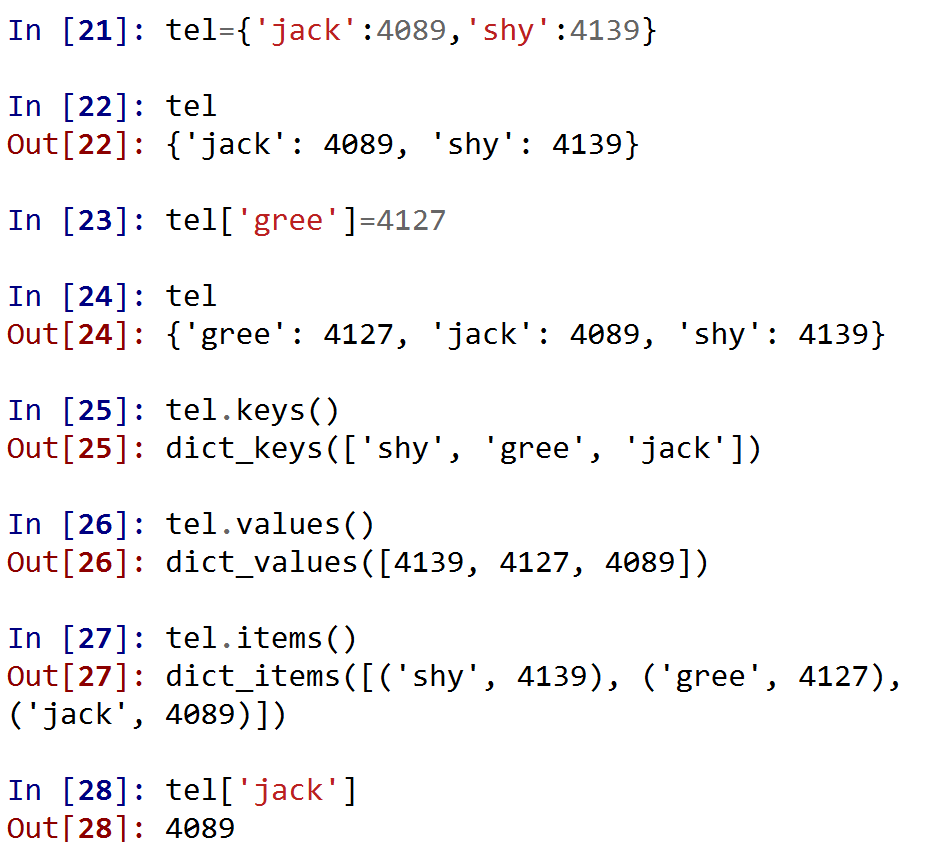 In [21]: tel={'jack':4089,'shy':4139}
In [22]: tel
Out[22]: {'jack': 4089, 'shy': 4139}
In [23]: tel['gree']=4127
In [24]: tel
Out[24]: {'gree': 4127, 'jack': 4089, 'shy': 4139}
In [25]: tel.keys()
Out[25]: dict_keys(['shy', 'gree', 'jack'])
In [26]: tel.values()
Out[26]: dict_values([4139, 4127, 4089])
In [27]: tel.items()
Out[27]: dict_items([('shy', 4139), ('gree', 4127),
('jack', 4089)])
In [28]: tel['jack']
Out[28]: 4089